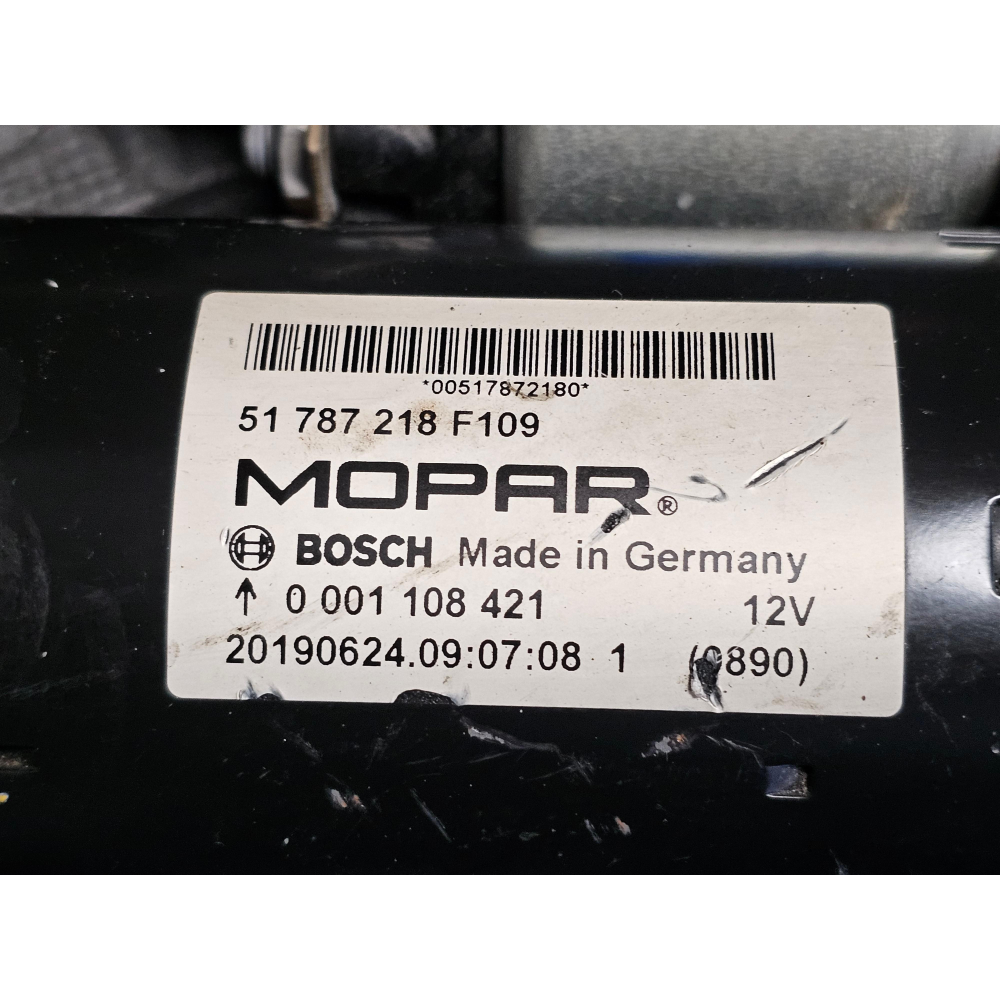 *00517872180*
51 787 218 F109
MOPAR®
BOSCH Made in Germany
↑ 0 001 108 421 12V
20190624.09:07:08 1